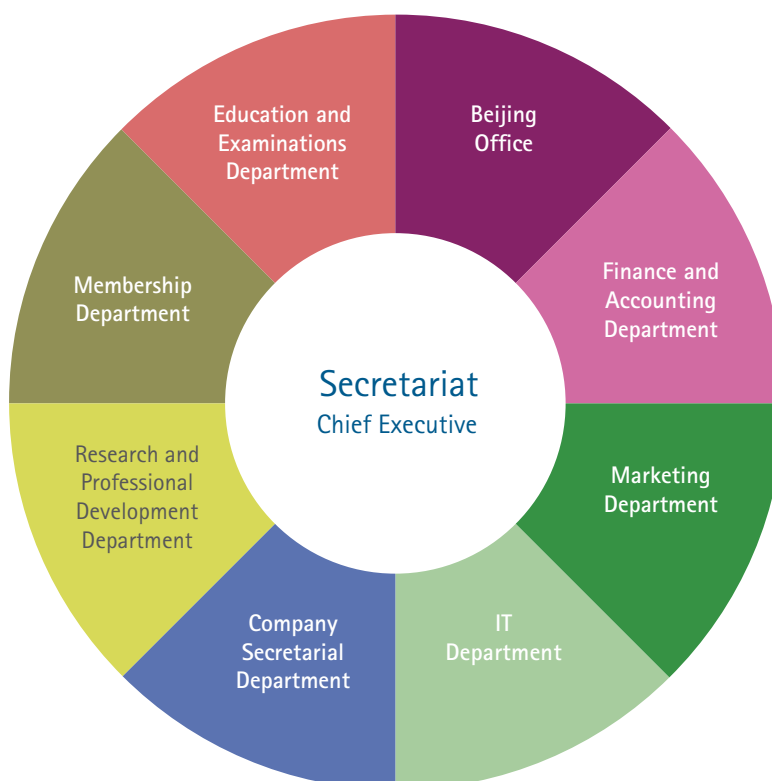 Education and
Examinations
Department
Beijing
Office
Finance and
Accounting
Department
Marketing
Department
IT
Department
Company
Secretarial
Department
Research and
Professional
Development
Department
Membership
Department
Secretariat
Chief Executive